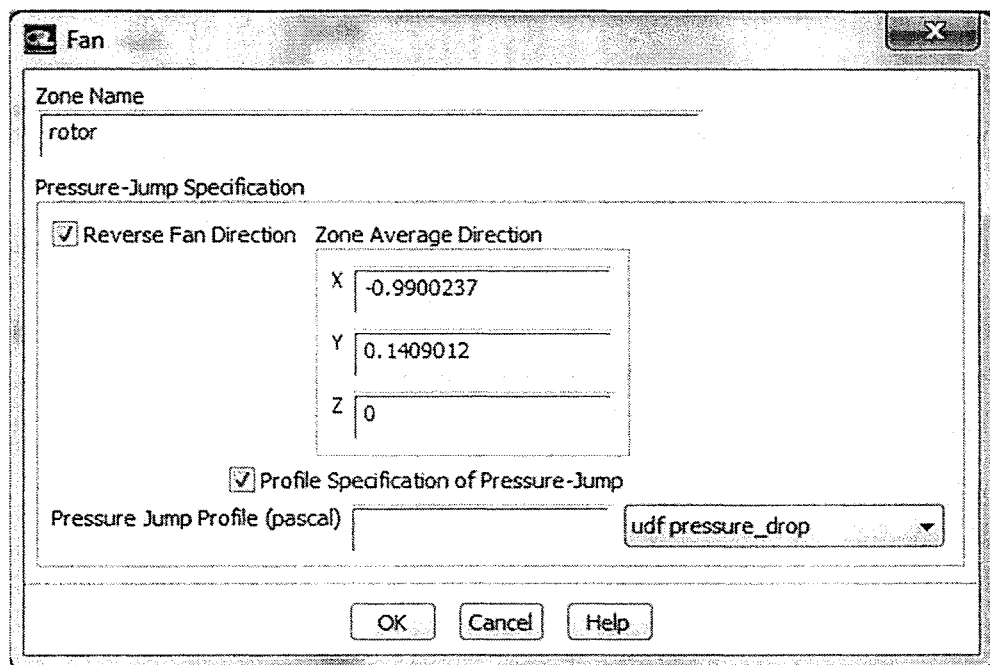 Fan
Zone Name
rotor
Pressure-Jump Specification
Reverse Fan Direction Zone Average Direction
X -0.9900237
Y 0.1409012
Z 0
Profile Specification of Pressure-Jump
Pressure Jump Profile (pascal) udf pressure_drop
OK Cancel Help